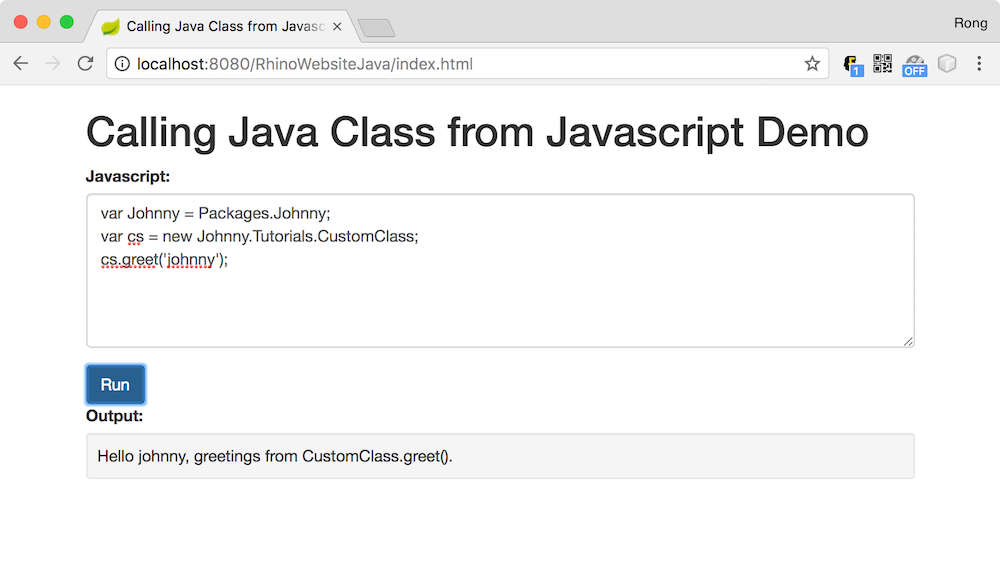 Calling Java Class from Javasc
Rong
localhost:8080/RhinoWebsiteJava/index.html
1
OFF
Calling Java Class from Javascript Demo
Javascript:
var Johnny = Packages.Johnny;
var cs = new Johnny.Tutorials.CustomClass;
cs.greet('johnny');
Run
Output:
Hello johnny, greetings from CustomClass.greet().